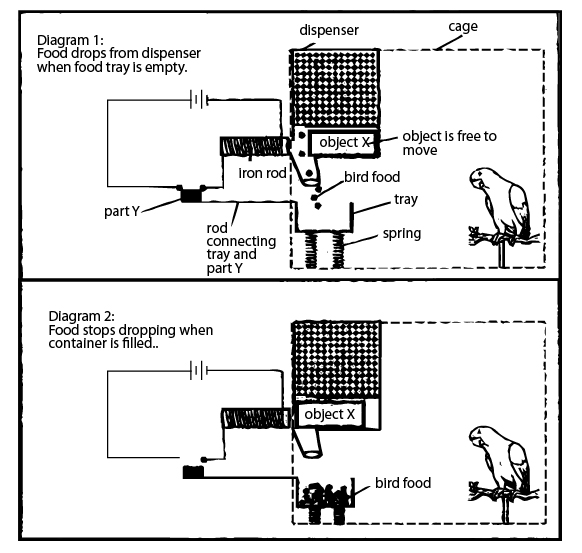 Diagram 1:
Food drops from dispenser
when food tray is empty.
dispenser
cage
object X
object is free to
move
iron rod
bird food
part Y
tray
rod
connecting
tray and
part Y
spring
Diagram 2:
Food stops dropping when
container is filled..
object X
bird food